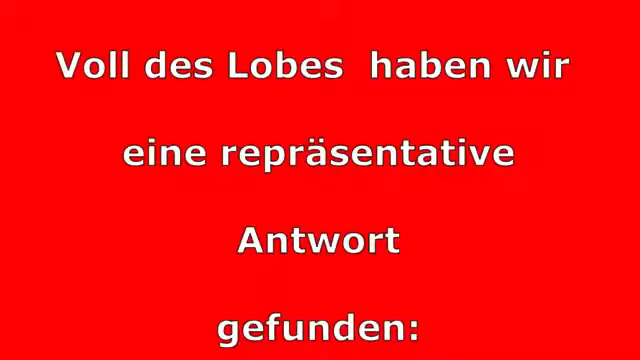 Voll des Lobes  haben wir
eine repräsentative
Antwort
gefunden: